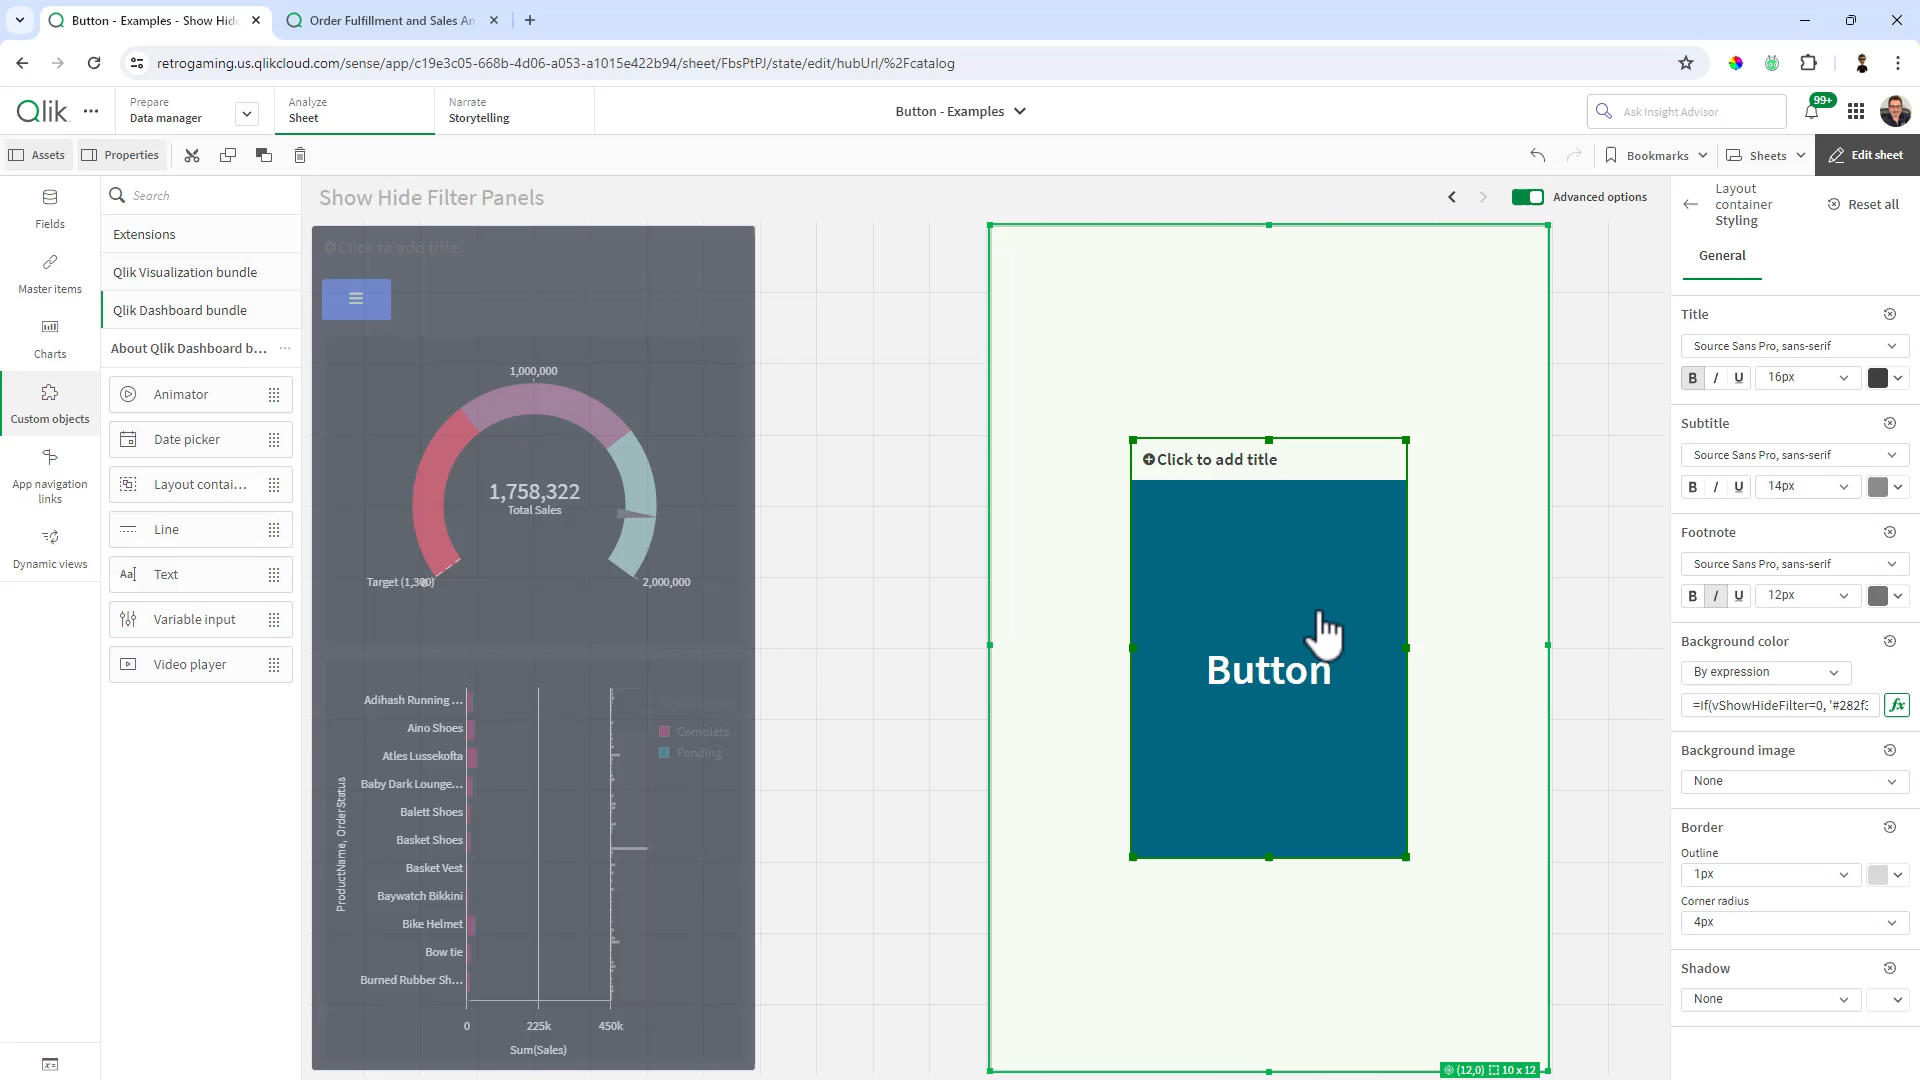 Button - Examples - Show Hide
Order Fulfillment and Sales An
retrogaming.us.qlikcloud.com/sense/app/c19e3c05-668b-4d06-a053-a1015e422b94/sheet/FbsPtPJ/state/edit/hubUrl/%2Fcatalog
Qlik
Prepare
Data manager
Analyze
Sheet
Narrate
Storytelling
Button - Examples
Ask Insight Advisor
99+
Assets
Properties
Bookmarks
Sheets
Edit sheet
Fields
Master items
Charts
Custom objects
App navigation
links
Dynamic views
Search
Extensions
Qlik Visualization bundle
Qlik Dashboard bundle
About Qlik Dashboard b...
Animator
Date picker
Layout contai...
Line
Text
Variable input
Video player
Show Hide Filter Panels
Advanced options
Click to add title
1,000,000
1,758,322
Total Sales
Target (1,300)
0
2,000,000
ProductName, OrderStatus
Adihash Running ...
Aino Shoes
Atles Lussekofta
Baby Dark Lounge...
Balett Shoes
Basket Shoes
Basket Vest
Baywatch Bikkini
Bike Helmet
Bow tie
Burned Rubber Sh...
0
225k
450k
Sum(Sales)
Complete
Pending
Click to add title
Button
(12,0) 10 x 12
Layout
container
Styling
Reset all
General
Title
Source Sans Pro, sans-serif
B I U 16px
Subtitle
Source Sans Pro, sans-serif
B I U 14px
Footnote
Source Sans Pro, sans-serif
B I U 12px
Background color
By expression
=If(vShowHideFilter=0, '#282f3
fx
Background image
None
Border
Outline
1px
Corner radius
4px
Shadow
None